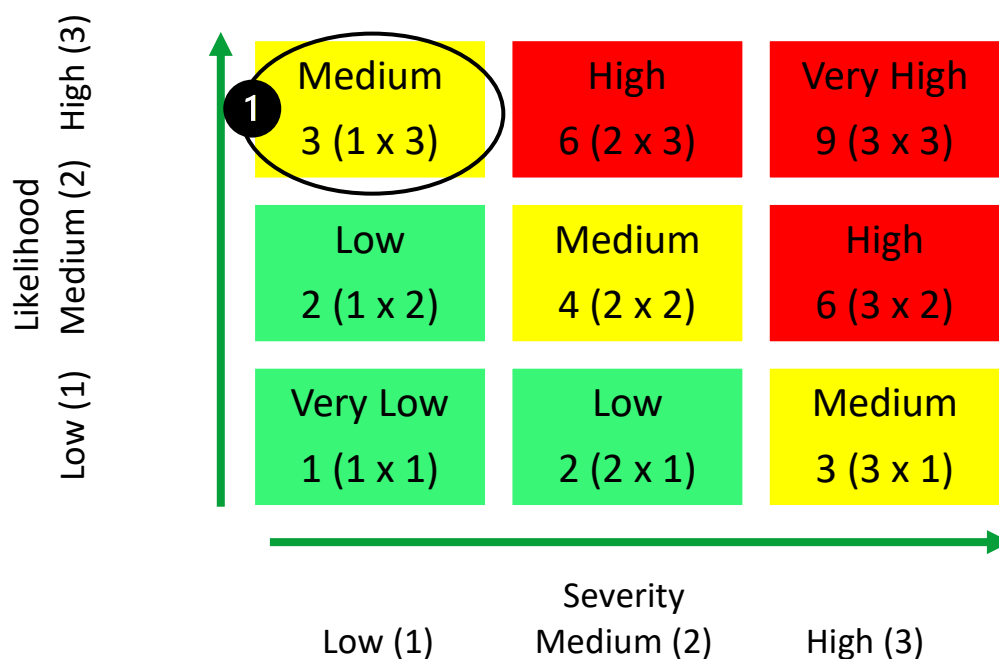 High (3)
Medium (2)
Low (1)
Likelihood
1
Medium
3 (1 x 3)
High
6 (2 x 3)
Very High
9 (3 x 3)
Low
2 (1 x 2)
Medium
4 (2 x 2)
High
6 (3 x 2)
Very Low
1 (1 x 1)
Low
2 (2 x 1)
Medium
3 (3 x 1)
Severity
Low (1)
Medium (2)
High (3)